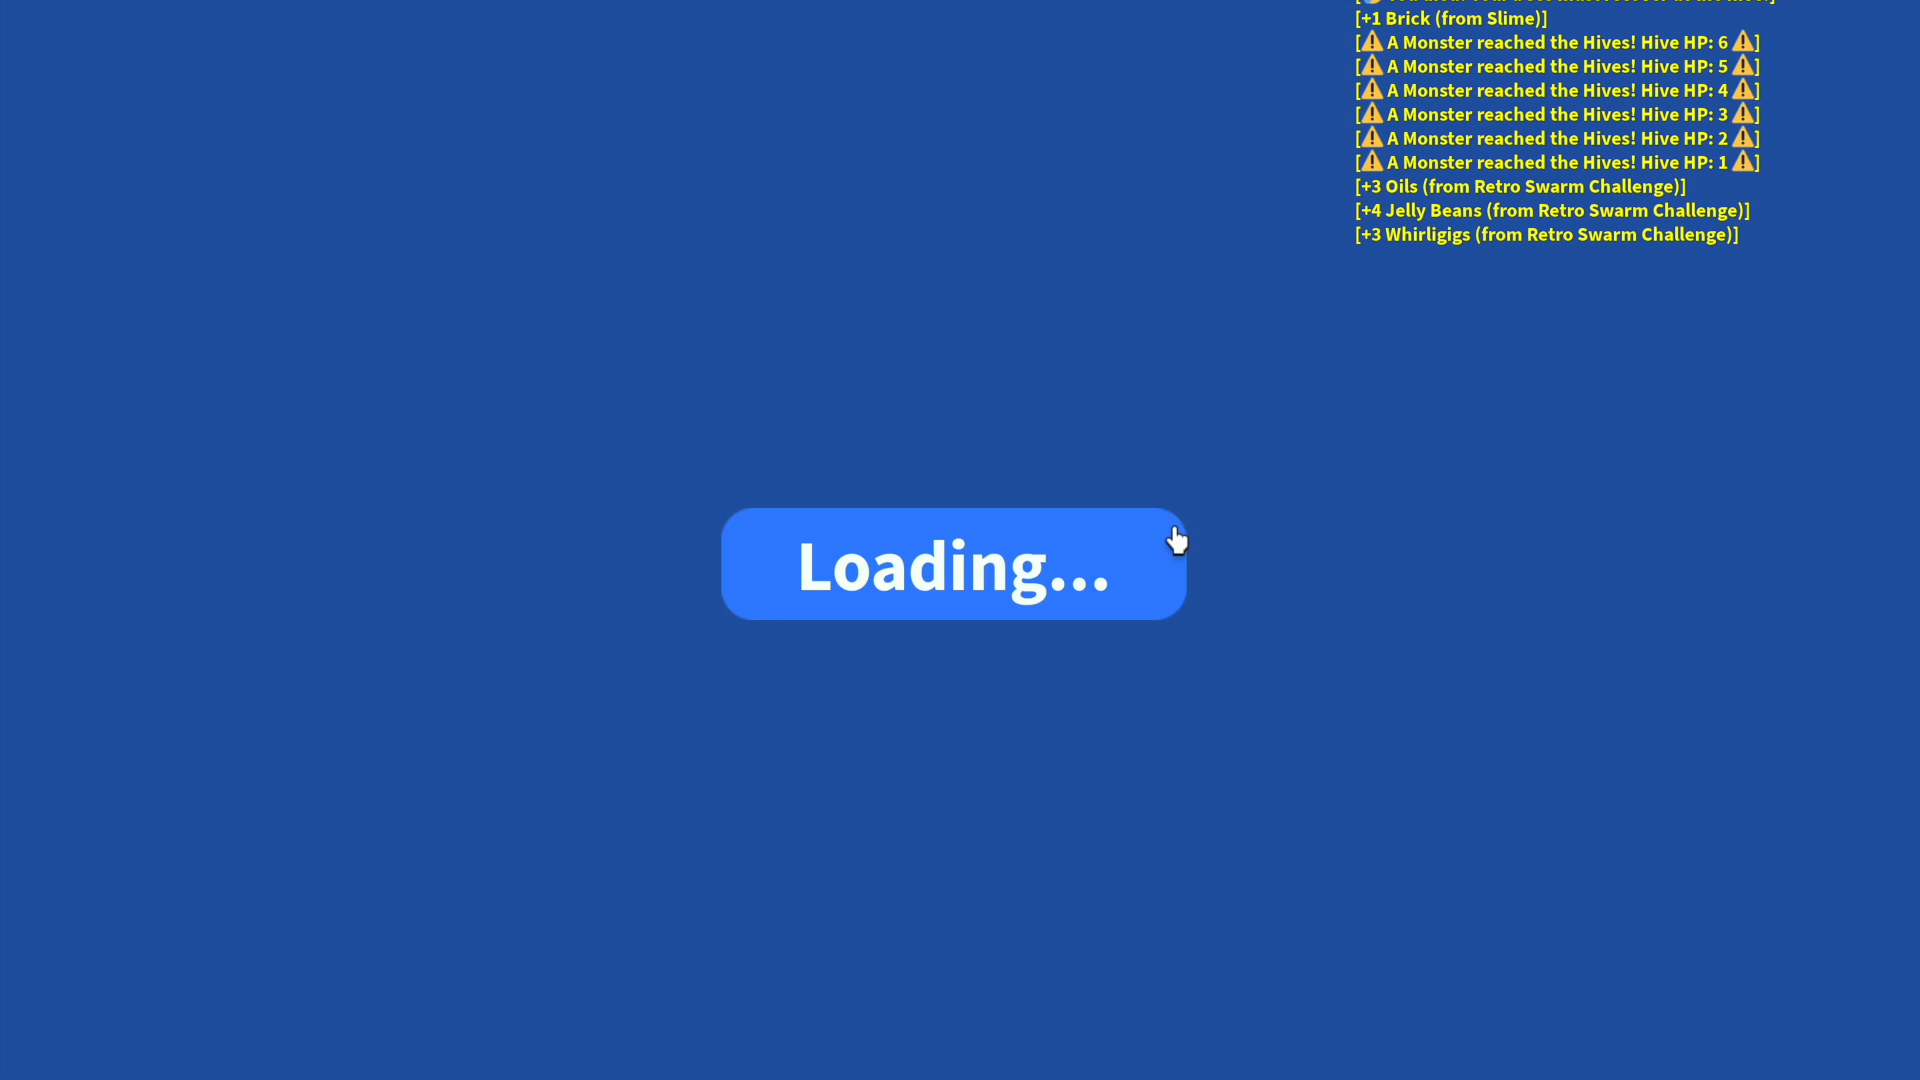 [+1 Brick (from Slime)]
[⚠️ A Monster reached the Hives! Hive HP: 6 ⚠️]
[⚠️ A Monster reached the Hives! Hive HP: 5 ⚠️]
[⚠️ A Monster reached the Hives! Hive HP: 4 ⚠️]
[⚠️ A Monster reached the Hives! Hive HP: 3 ⚠️]
[⚠️ A Monster reached the Hives! Hive HP: 2 ⚠️]
[⚠️ A Monster reached the Hives! Hive HP: 1 ⚠️]
[+3 Oils (from Retro Swarm Challenge)]
[+4 Jelly Beans (from Retro Swarm Challenge)]
[+3 Whirligigs (from Retro Swarm Challenge)]
Loading...